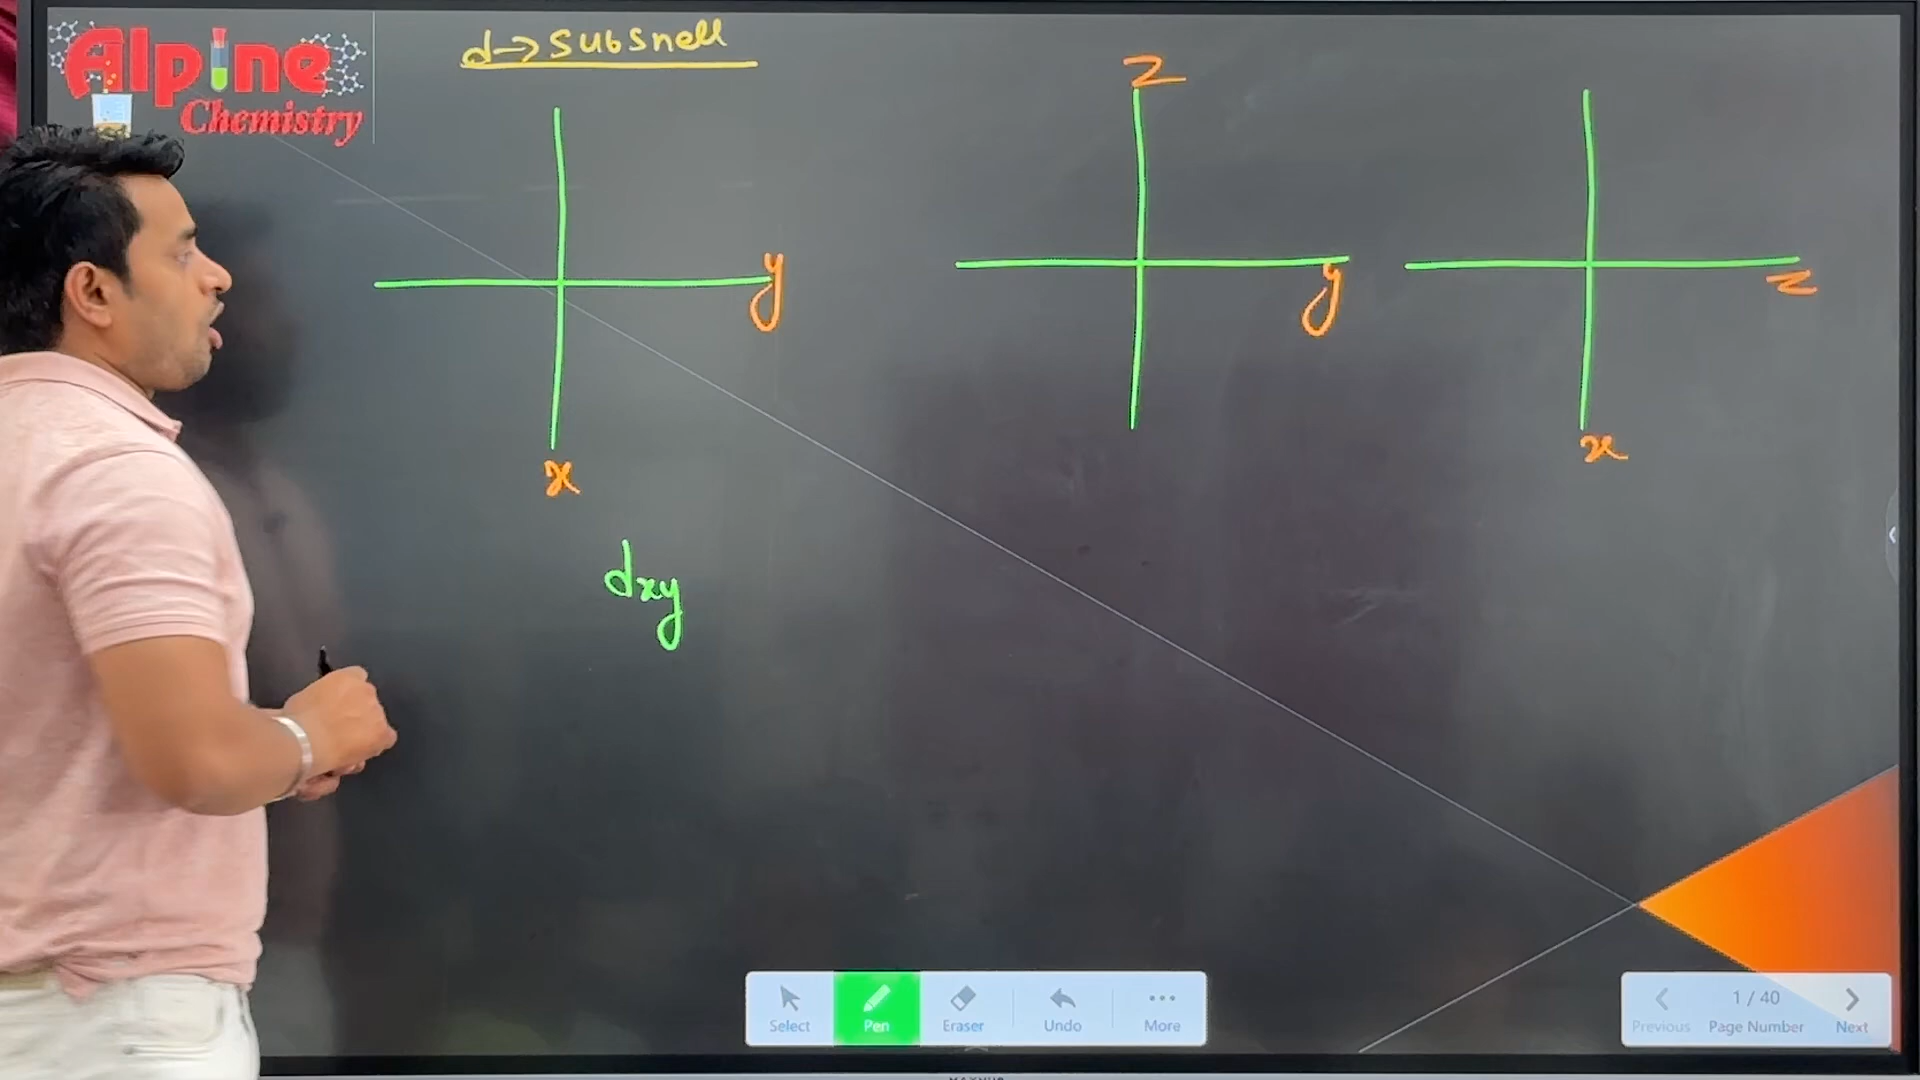 Alpine
Chemistry
d→ subshell
z
y
y
z
x
x
dxy
Select
Pen
Eraser
Undo
More
1 / 40
Previous
Page Number
Next